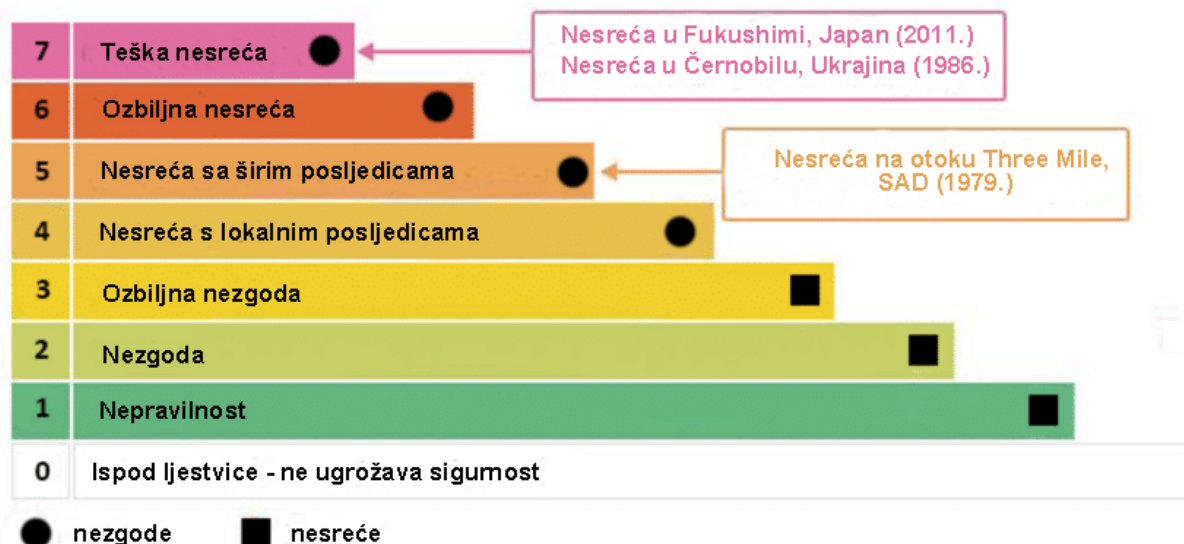 7 Teška nesreća
Nesreća u Fukushimi, Japan (2011.)
Nesreća u Černobilu, Ukrajina (1986.)
6 Ozbiljna nesreća
5 Nesreća sa širim posljedicama
Nesreća na otoku Three Mile,
SAD (1979.)
4 Nesreća s lokalnim posljedicama
3 Ozbiljna nezgoda
2 Nezgoda
1 Nepravilnost
0 Ispod ljestvice - ne ugrožava sigurnost
nezgode nesreće